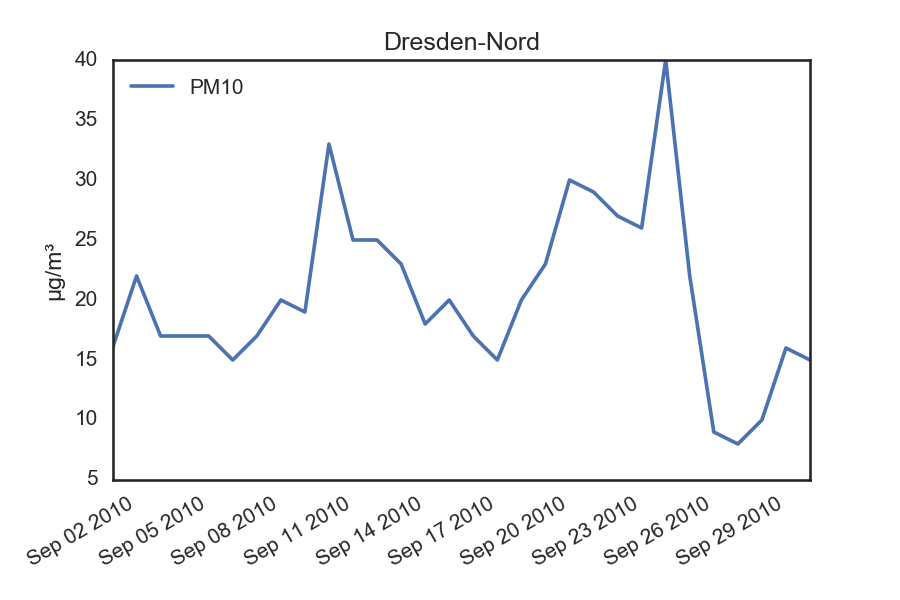 Dresden-Nord
40
PM10
35
30
25
µg/m³
20
15
10
5
Sep 02 2010
Sep 05 2010
Sep 08 2010
Sep 11 2010
Sep 14 2010
Sep 17 2010
Sep 20 2010
Sep 23 2010
Sep 26 2010
Sep 29 2010